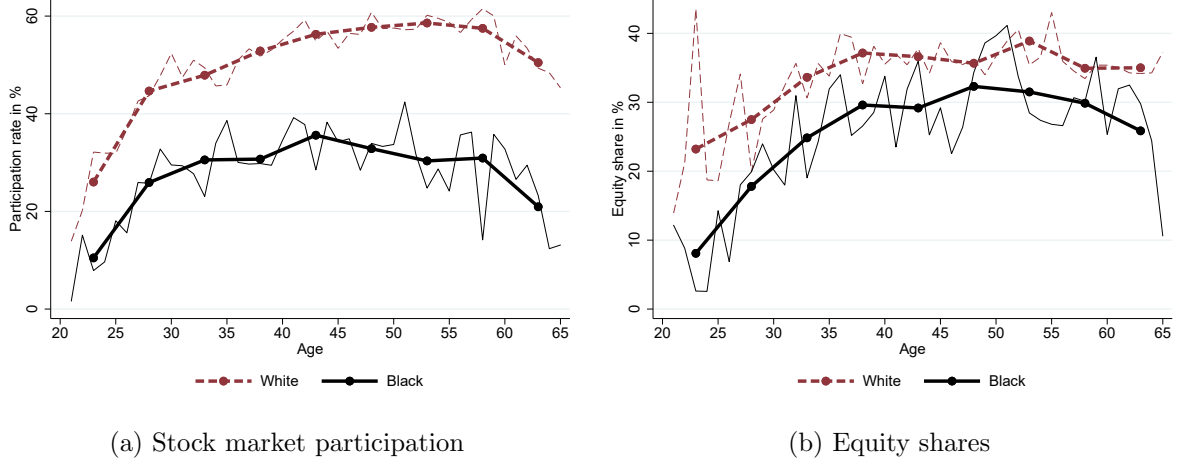 Participation rate in %
0
20
40
60
20 25 30 35 40 45 50 55 60 65
Age
White Black
(a) Stock market participation
Equity share in %
0
10
20
30
40
20 25 30 35 40 45 50 55 60 65
Age
White Black
(b) Equity shares